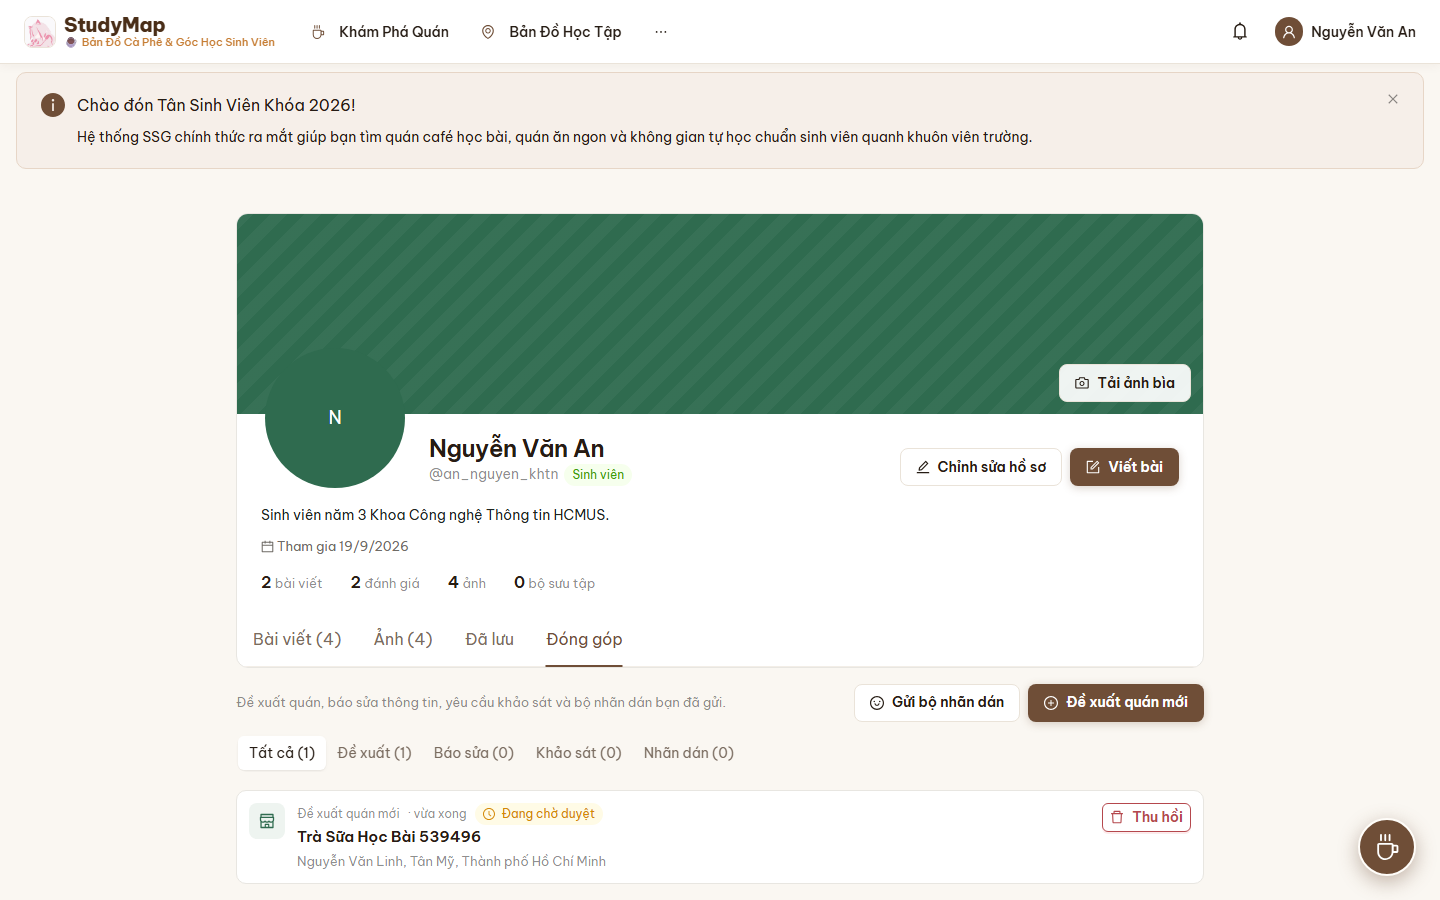 StudyMap
Bản Đồ Cà Phê & Góc Học Sinh Viên
Khám Phá Quán
Bản Đồ Học Tập
···
Nguyễn Văn An
Chào đón Tân Sinh Viên Khóa 2026!
Hệ thống SSG chính thức ra mắt giúp bạn tìm quán café học bài, quán ăn ngon và không gian tự học chuẩn sinh viên quanh khuôn viên trường.
Tải ảnh bìa
N
Nguyễn Văn An
@an_nguyen_khtn Sinh viên
Chỉnh sửa hồ sơ
Viết bài
Sinh viên năm 3 Khoa Công nghệ Thông tin HCMUS.
Tham gia 19/9/2026
2 bài viết 2 đánh giá 4 ảnh 0 bộ sưu tập
Bài viết (4) Ảnh (4) Đã lưu Đóng góp
Đề xuất quán, báo sửa thông tin, yêu cầu khảo sát và bộ nhãn dán bạn đã gửi.
Gửi bộ nhãn dán
Đề xuất quán mới
Tất cả (1) Đề xuất (1) Báo sửa (0) Khảo sát (0) Nhãn dán (0)
Đề xuất quán mới · vừa xong Đang chờ duyệt
Thu hồi
Trà Sữa Học Bài 539496
Nguyễn Văn Linh, Tân Mỹ, Thành phố Hồ Chí Minh